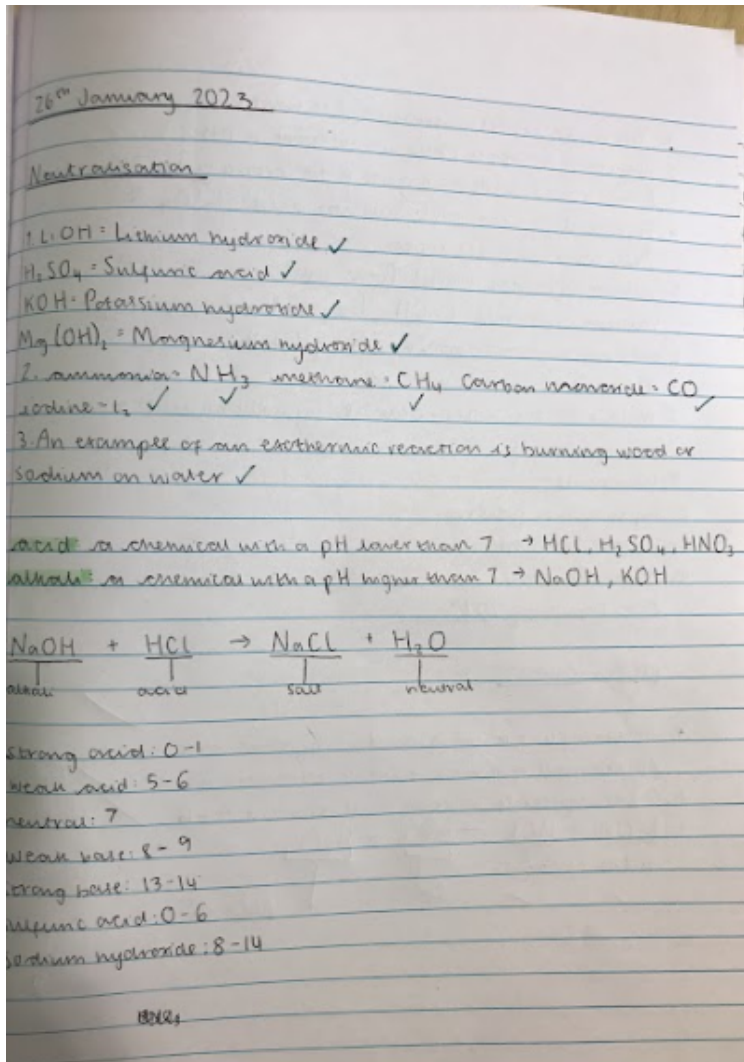 26th January 2023
Neutralisation
1. LiOH = Lithium hydroxide ✓
H₂SO₄ = Sulfuric acid ✓
KOH = Potassium hydroxide ✓
Mg(OH)₂ = Magnesium hydroxide ✓
2. ammonia = NH₃ methane = CH₄ Carbon monoxide = CO
iodine = I₂ ✓ ✓ ✓ ✓
3. An example of an exothermic reaction is burning wood or
sodium on water ✓
acid = a chemical with a pH lower than 7 → HCL, H₂SO₄, HNO₃
alkali = a chemical with a pH higher than 7 → NaOH, KOH
NaOH + HCl → NaCl + H₂O
alkali acid salt neutral
strong acid: 0-1
weak acid: 5-6
neutral: 7
weak base: 8-9
strong base: 13-14
sulfuric acid: 0-6
sodium hydroxide: 8-14